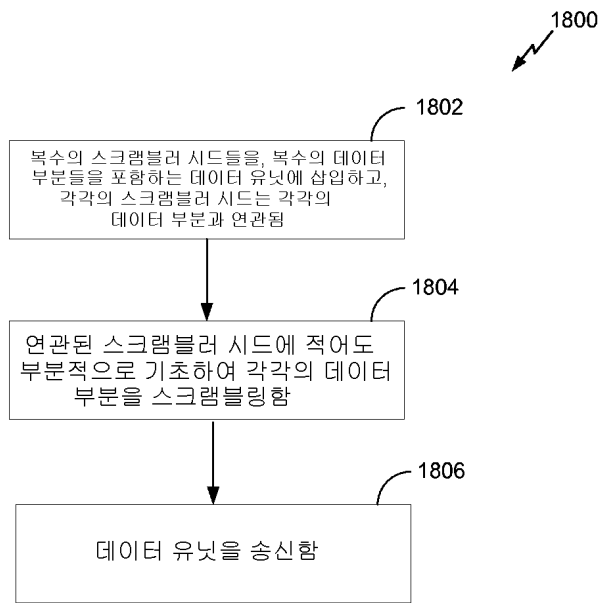 1800
1802
복수의 스크램블러 시드들을, 복수의 데이터
부분들을 포함하는 데이터 유닛에 삽입하고,
각각의 스크램블러 시드는 각각의
데이터 부분과 연관됨
1804
연관된 스크램블러 시드에 적어도
부분적으로 기초하여 각각의 데이터
부분을 스크램블링함
1806
데이터 유닛을 송신함